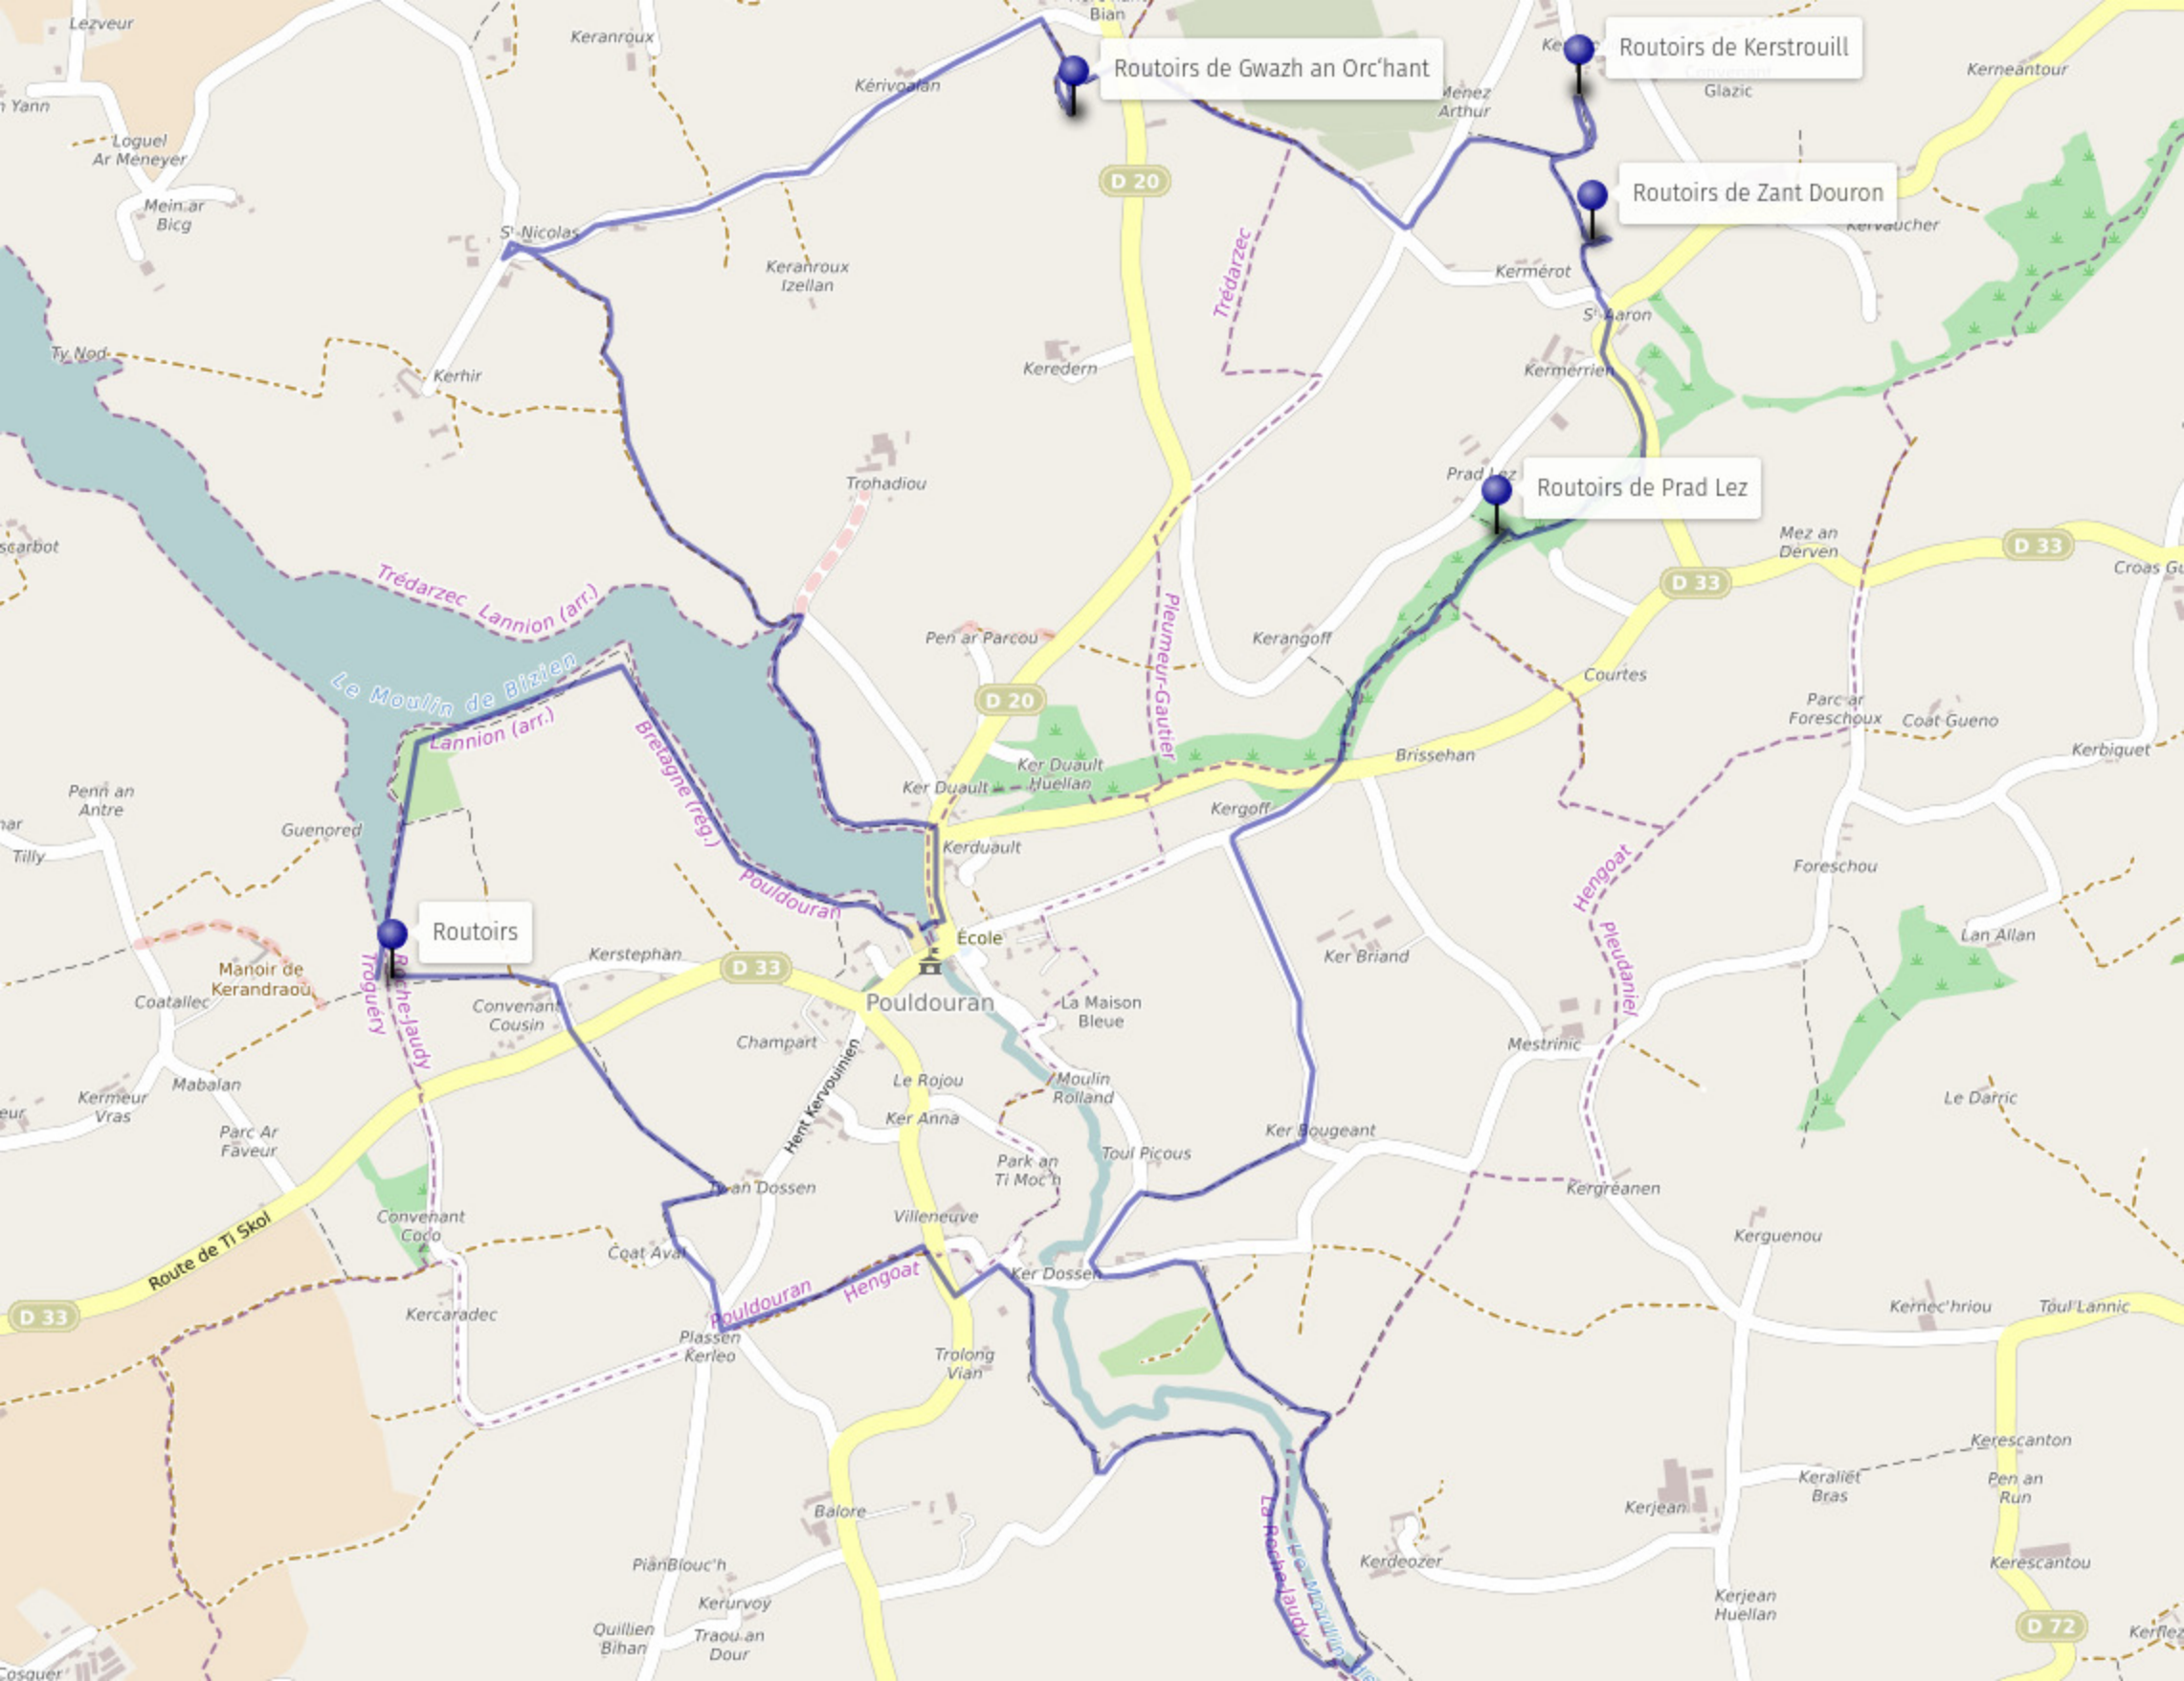 Lezveur
Keranroux
Bian
Routoirs de Kerstrouill
Kerneantour
Glazic
Kérivoalan
Routoirs de Gwazh an Orc‘hant
Menez
Arthur
Yann
Loguel
Ar Méneyer
D 20
Routoirs de Zant Douron
Mein ar
Bicg
Kervaucher
Sᵗ-Nicolas
Keranroux
Izellan
Trédarzec
Kermérot
Sᵗ-Aaron
Ty Nod
Kerhir
Keredern
Kermerrien
Trohadiou
Prad Lez
Routoirs de Prad Lez
Mez an
Derven
D 33
Croas
D 33
Trédarzec Lannion (arr.)
Pleumeur-Gautier
Pen ar Parcou
Kerangoff
Courtes
Le Moulin de Bizien
D 20
Lannion (arr.)
Bretagne (rég.)
Parc ar
Foreschoux
Coat Gueno
Kerbiguet
Brissehan
Ker Duault
Huellan
Ker Duault
Penn an
Antre
Kergoff
Guenored
Tilly
Kerduault
Foreschou
Pouldouran
Hengoat
Pleudaniel
Routoirs
École
Lan Allan
Kerstephan
D 33
Ker Briand
Manoir de
Kerandraou
Coatallec
Troguéry
Convenant
Cousin
Pouldouran
La Maison
Bleue
Champart
Mestrinic
Hent Kervouinien
Le Rojou
Moulin
Rolland
Mabalan
Kermeur
Vras
Ker Anna
Le Darric
Parc Ar
Faveur
Ker Bougeant
Toul Picous
Park an
Ti Moc'h
Ty an Dossen
Kergreanen
Convenant
Coco
Villeneuve
Kerguenou
Route de Ti Skol
Coat Aval
Ker Dossen
Pouldouran
Hengoat
D 33
Kercaradec
Kernec'hriou
Toul Lannic
Plassen
Kerleo
Trolong
Vian
Kerescanton
Keraliet
Bras
Pen an
Run
Kerjean
Balore
La Roche-Jaudy
Kerdeozer
Kerescantou
PianBlouc'h
Kerurvoy
Kerjean
Huellan
Quillien
Bihan
Traou an
Dour
D 72
Cosquer